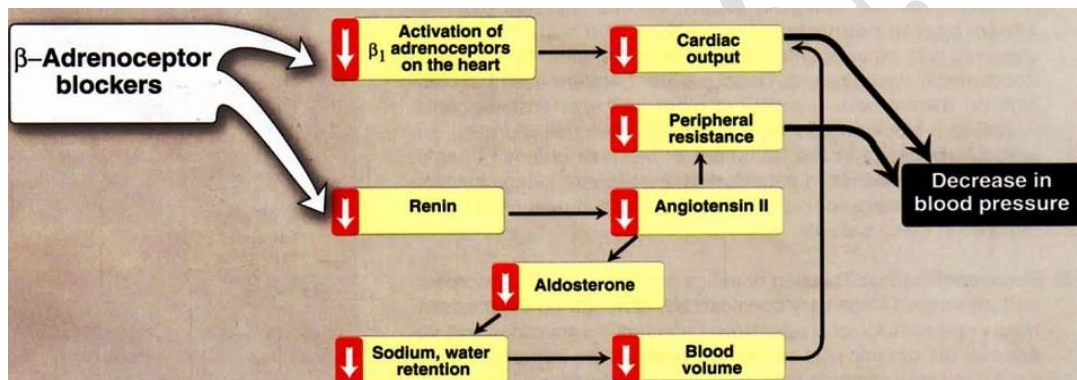 β–Adrenoceptor
blockers
Activation of
β1 adrenoceptors
on the heart
Cardiac
output
Peripheral
resistance
Decrease in
blood pressure
Renin
Angiotensin II
Aldosterone
Sodium, water
retention
Blood
volume